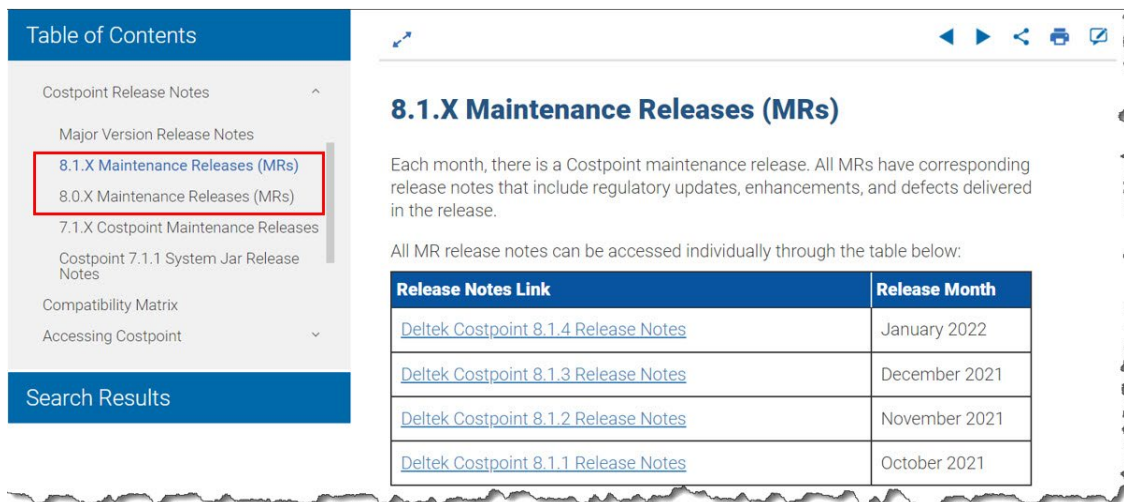 Table of Contents
Costpoint Release Notes
Major Version Release Notes
8.1.X Maintenance Releases (MRs)
8.0.X Maintenance Releases (MRs)
7.1.X Costpoint Maintenance Releases
Costpoint 7.1.1 System Jar Release
Notes
Compatibility Matrix
Accessing Costpoint
Search Results
8.1.X Maintenance Releases (MRs)
Each month, there is a Costpoint maintenance release. All MRs have corresponding
release notes that include regulatory updates, enhancements, and defects delivered
in the release.
All MR release notes can be accessed individually through the table below:
Release Notes Link Release Month
Deltek Costpoint 8.1.4 Release Notes January 2022
Deltek Costpoint 8.1.3 Release Notes December 2021
Deltek Costpoint 8.1.2 Release Notes November 2021
Deltek Costpoint 8.1.1 Release Notes October 2021